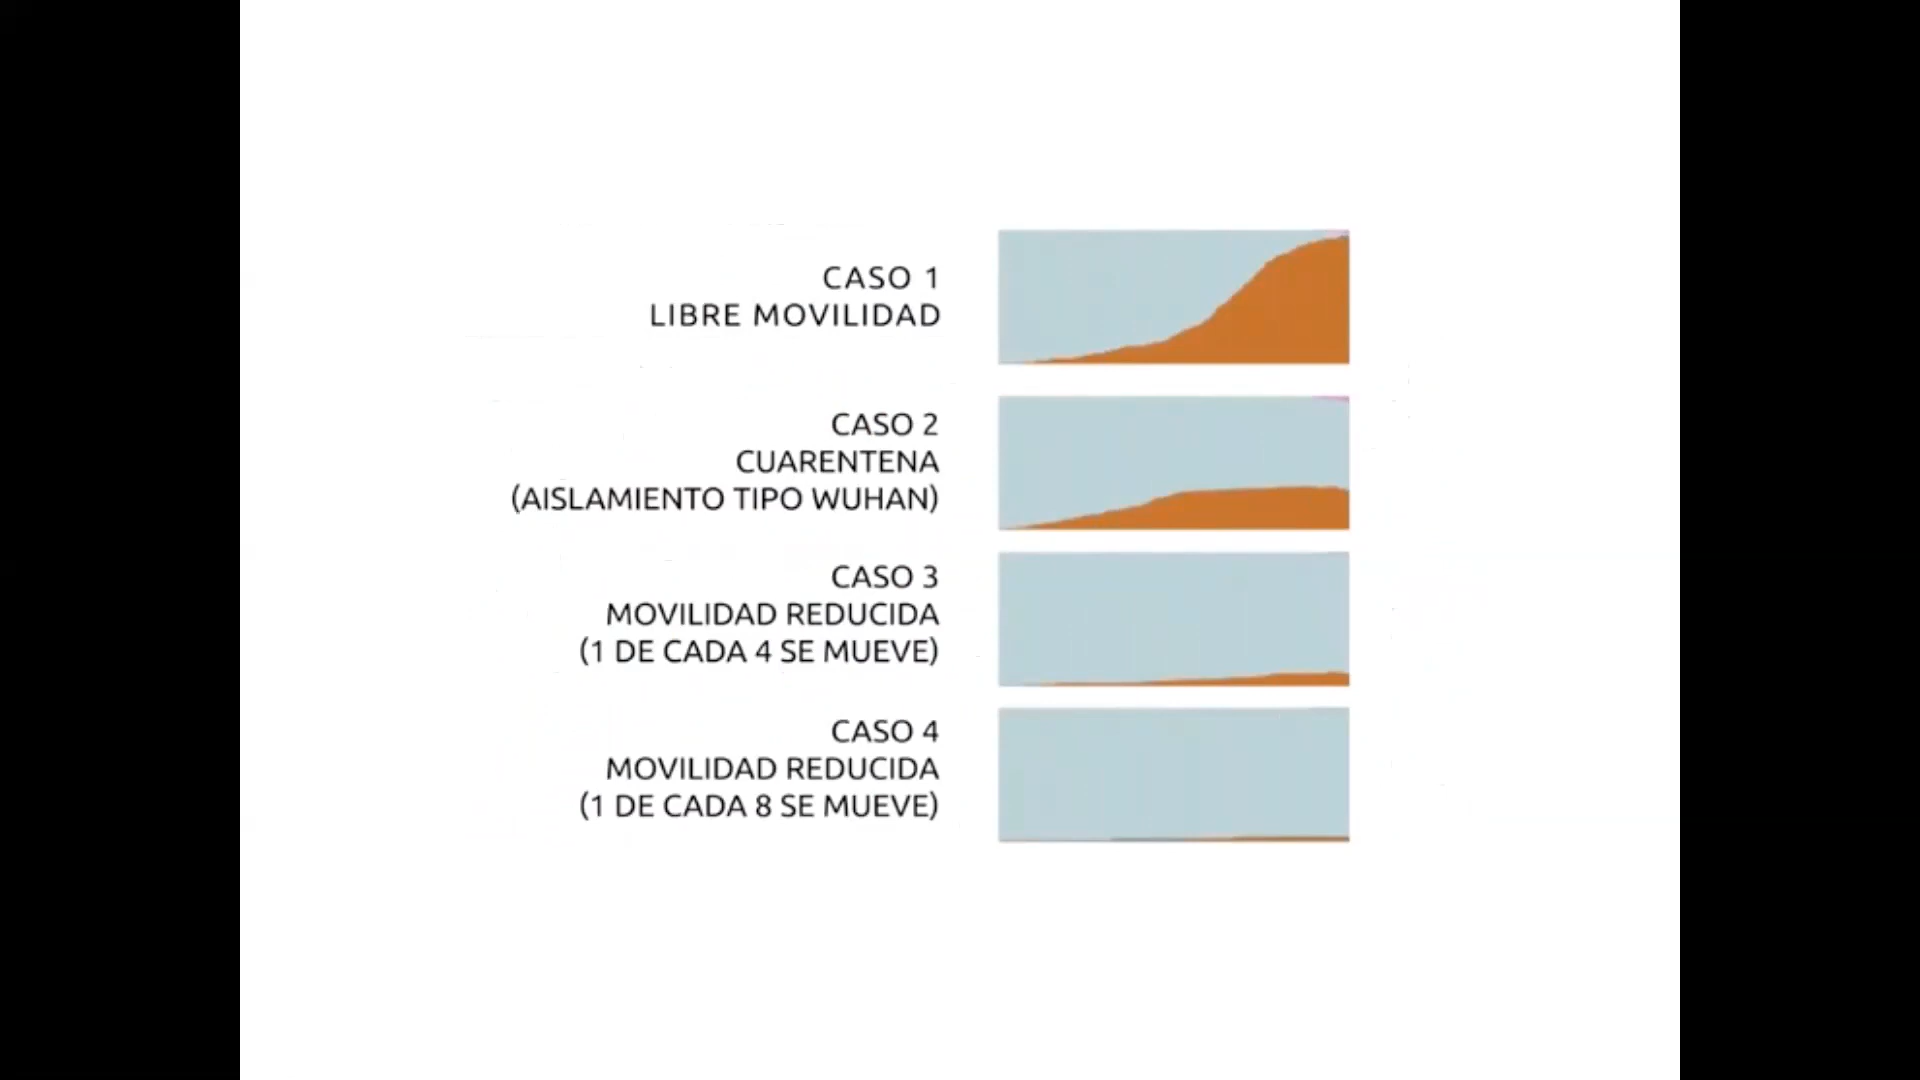 CASO 1
LIBRE MOVILIDAD
CASO 2
CUARENTENA
(AISLAMIENTO TIPO WUHAN)
CASO 3
MOVILIDAD REDUCIDA
(1 DE CADA 4 SE MUEVE)
CASO 4
MOVILIDAD REDUCIDA
(1 DE CADA 8 SE MUEVE)